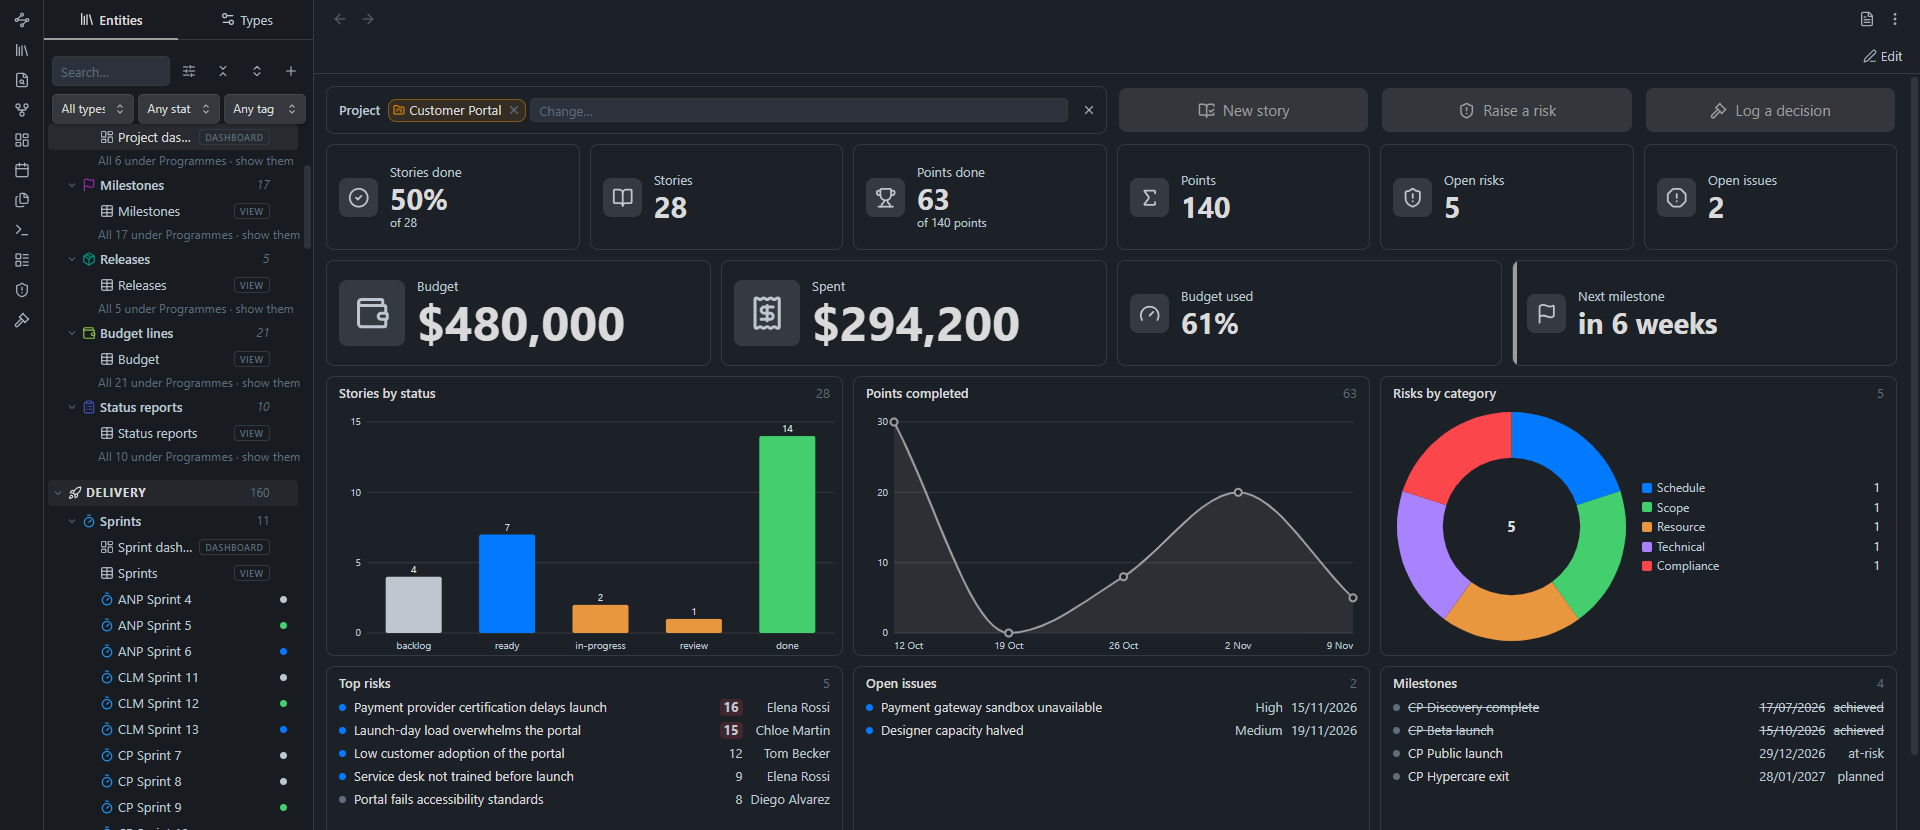 Entities
Types
Search...
All types
Any stat
Any tag
Project das...
DASHBOARD
All 6 under Programmes · show them
Milestones
17
Milestones
VIEW
All 17 under Programmes · show them
Releases
5
Releases
VIEW
All 5 under Programmes · show them
Budget lines
21
Budget
VIEW
All 21 under Programmes · show them
Status reports
10
Status reports
VIEW
All 10 under Programmes · show them
DELIVERY
160
Sprints
11
Sprint dash...
DASHBOARD
Sprints
VIEW
ANP Sprint 4
ANP Sprint 5
ANP Sprint 6
CLM Sprint 11
CLM Sprint 12
CLM Sprint 13
CP Sprint 7
CP Sprint 8
CP Sprint 9
Edit
Project
Customer Portal
Change...
New story
Raise a risk
Log a decision
Stories done
50%
of 28
Stories
28
Points done
63
of 140 points
Points
140
Open risks
5
Open issues
2
Budget
$480,000
Spent
$294,200
Budget used
61%
Next milestone
in 6 weeks
Stories by status
28
15
10
5
0
4
7
2
1
14
backlog
ready
in-progress
review
done
Points completed
63
30
20
10
0
12 Oct
19 Oct
26 Oct
2 Nov
9 Nov
Risks by category
5
5
Schedule 1
Scope 1
Resource 1
Technical 1
Compliance 1
Top risks
5
Payment provider certification delays launch 16 Elena Rossi
Launch-day load overwhelms the portal 15 Chloe Martin
Low customer adoption of the portal 12 Tom Becker
Service desk not trained before launch 9 Elena Rossi
Portal fails accessibility standards 8 Diego Alvarez
Open issues
2
Payment gateway sandbox unavailable High 15/11/2026
Designer capacity halved Medium 19/11/2026
Milestones
4
CP Discovery complete 17/07/2026 achieved
CP Beta launch 15/10/2026 achieved
CP Public launch 29/12/2026 at-risk
CP Hypercare exit 28/01/2027 planned